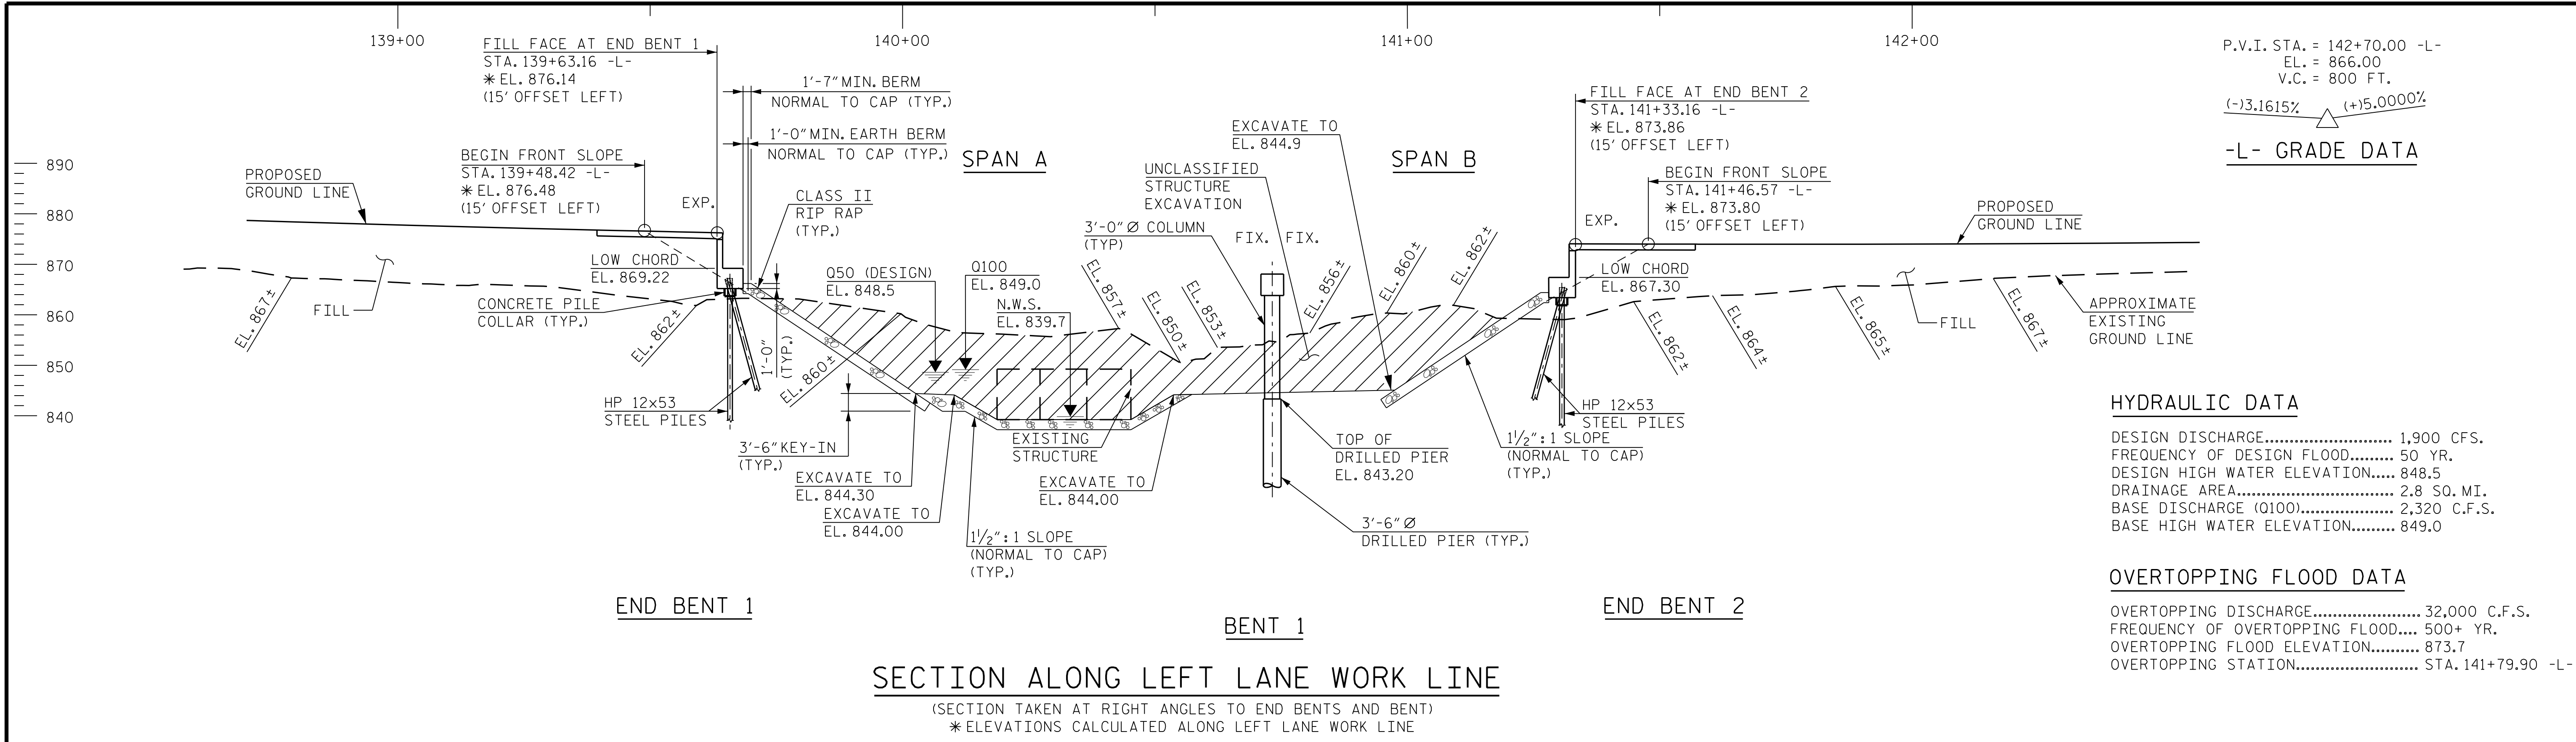 139+00
140+00
141+00
142+00
FILL FACE AT END BENT 1
STA. 139+63.16 -L-
✳ EL. 876.14
(15' OFFSET LEFT)
1'-7" MIN. BERM
NORMAL TO CAP (TYP.)
1'-0" MIN. EARTH BERM
NORMAL TO CAP (TYP.)
BEGIN FRONT SLOPE
STA. 139+48.42 -L-
✳ EL. 876.48
(15' OFFSET LEFT)
SPAN A
EXCAVATE TO
EL. 844.9
UNCLASSIFIED
STRUCTURE
EXCAVATION
3'-0" Ø COLUMN
(TYP)
SPAN B
FILL FACE AT END BENT 2
STA. 141+33.16 -L-
✳ EL. 873.86
(15' OFFSET LEFT)
BEGIN FRONT SLOPE
STA. 141+46.57 -L-
✳ EL. 873.80
(15' OFFSET LEFT)
P.V.I. STA. = 142+70.00 -L-
EL. = 866.00
V.C. = 800 FT.
(-)3.1615%
(+)5.0000%
-L- GRADE DATA
890
880
870
860
850
840
PROPOSED
GROUND LINE
EXP.
CLASS II
RIP RAP
(TYP.)
FIX.
FIX.
EXP.
PROPOSED
GROUND LINE
LOW CHORD
EL. 869.22
Q50 (DESIGN)
EL. 848.5
Q100
EL. 849.0
N.W.S.
EL. 839.7
EL. 857±
EL. 850±
EL. 853±
EL. 856±
EL. 860±
EL. 862±
LOW CHORD
EL. 867.30
EL. 867±
FILL
CONCRETE PILE
COLLAR (TYP.)
EL. 862±
1'-0"
(TYP.)
EL. 860±
EL. 862±
EL. 864±
EL. 865±
FILL
EL. 867±
APPROXIMATE
EXISTING
GROUND LINE
HP 12x53
STEEL PILES
3'-6" KEY-IN
(TYP.)
EXCAVATE TO
EL. 844.30
EXCAVATE TO
EL. 844.00
1½" : 1 SLOPE
(NORMAL TO CAP)
(TYP.)
EXISTING
STRUCTURE
EXCAVATE TO
EL. 844.00
TOP OF
DRILLED PIER
EL. 843.20
3'-6" Ø
DRILLED PIER (TYP.)
1½" : 1 SLOPE
(NORMAL TO CAP)
(TYP.)
HP 12x53
STEEL PILES
HYDRAULIC DATA
DESIGN DISCHARGE........................ 1,900 CFS.
FREQUENCY OF DESIGN FLOOD........ 50 YR.
DESIGN HIGH WATER ELEVATION.... 848.5
DRAINAGE AREA.............................. 2.8 SQ. MI.
BASE DISCHARGE (Q100).................. 2,320 C.F.S.
BASE HIGH WATER ELEVATION........ 849.0
OVERTOPPING FLOOD DATA
OVERTOPPING DISCHARGE.................... 32,000 C.F.S.
FREQUENCY OF OVERTOPPING FLOOD.... 500+ YR.
OVERTOPPING FLOOD ELEVATION......... 873.7
OVERTOPPING STATION....................... STA. 141+79.90 -L-
END BENT 1
BENT 1
END BENT 2
SECTION ALONG LEFT LANE WORK LINE
(SECTION TAKEN AT RIGHT ANGLES TO END BENTS AND BENT)
✳ ELEVATIONS CALCULATED ALONG LEFT LANE WORK LINE